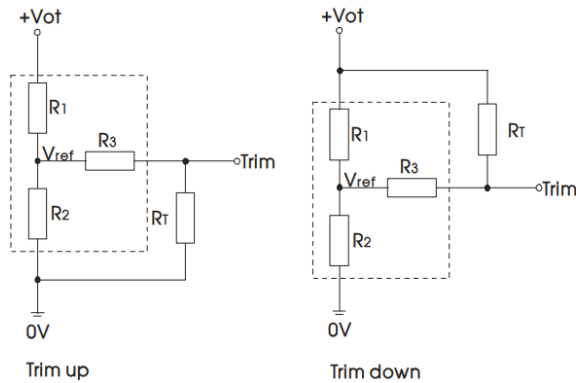 +Vot
R1
Vref
R3
Trim
R2
RT
0V
Trim up
+Vot
R1
RT
Vref
R3
Trim
R2
0V
Trim down